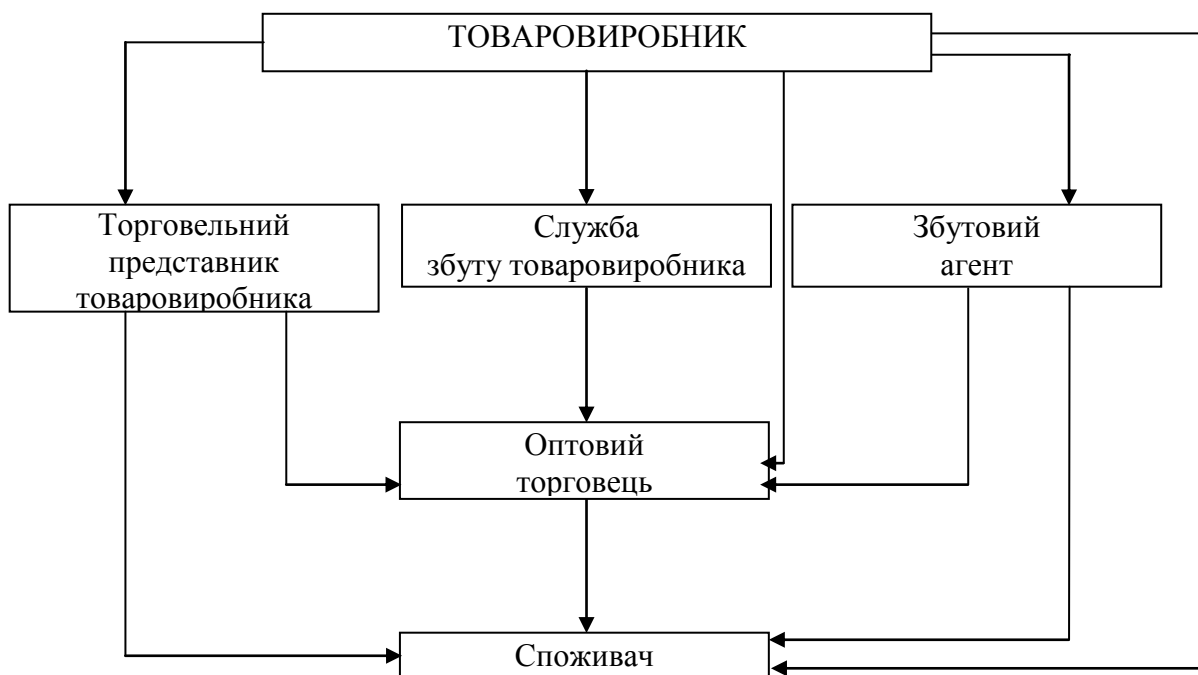 ТОВАРОВИРОБНИК
Торговельний
представник
товаровиробника
Служба
збуту товаровиробника
Збутовий
агент
Оптовий
торговець
Споживач